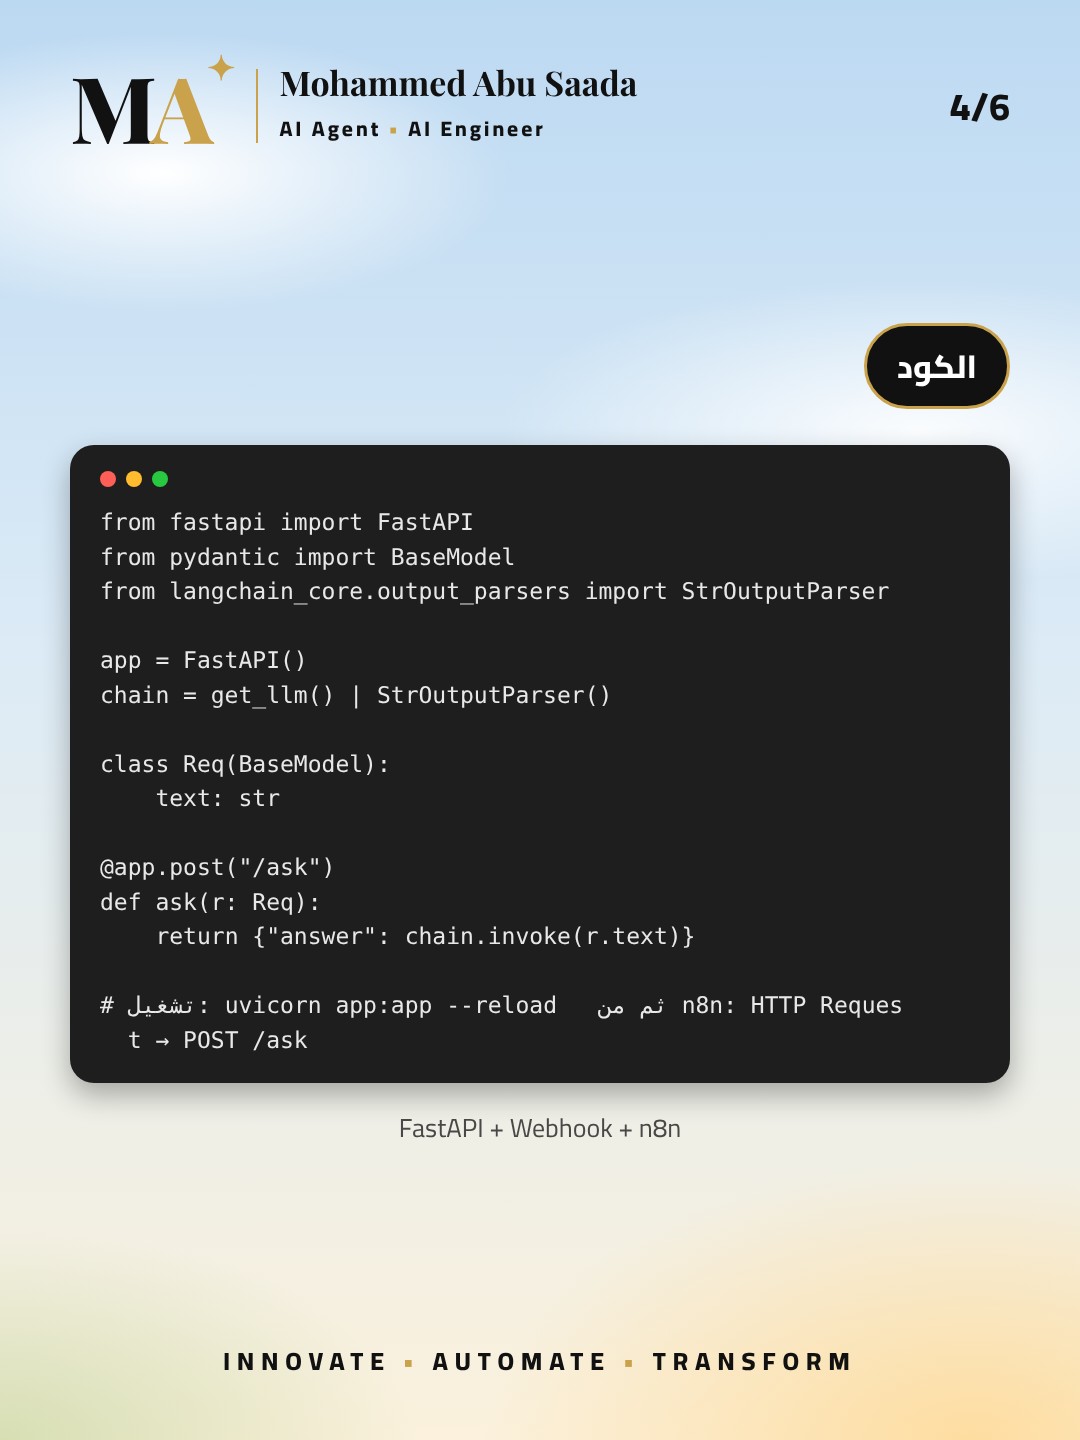 MA
Mohammed Abu Saada
AI Agent ▪ AI Engineer
4/6
الكود
from fastapi import FastAPI
from pydantic import BaseModel
from langchain_core.output_parsers import StrOutputParser

app = FastAPI()
chain = get_llm() | StrOutputParser()

class Req(BaseModel):
    text: str

@app.post("/ask")
def ask(r: Req):
    return {"answer": chain.invoke(r.text)}

# تشغيل: uvicorn app:app --reload   ثم من n8n: HTTP Reques
  t → POST /ask
FastAPI + Webhook + n8n
INNOVATE ▪ AUTOMATE ▪ TRANSFORM